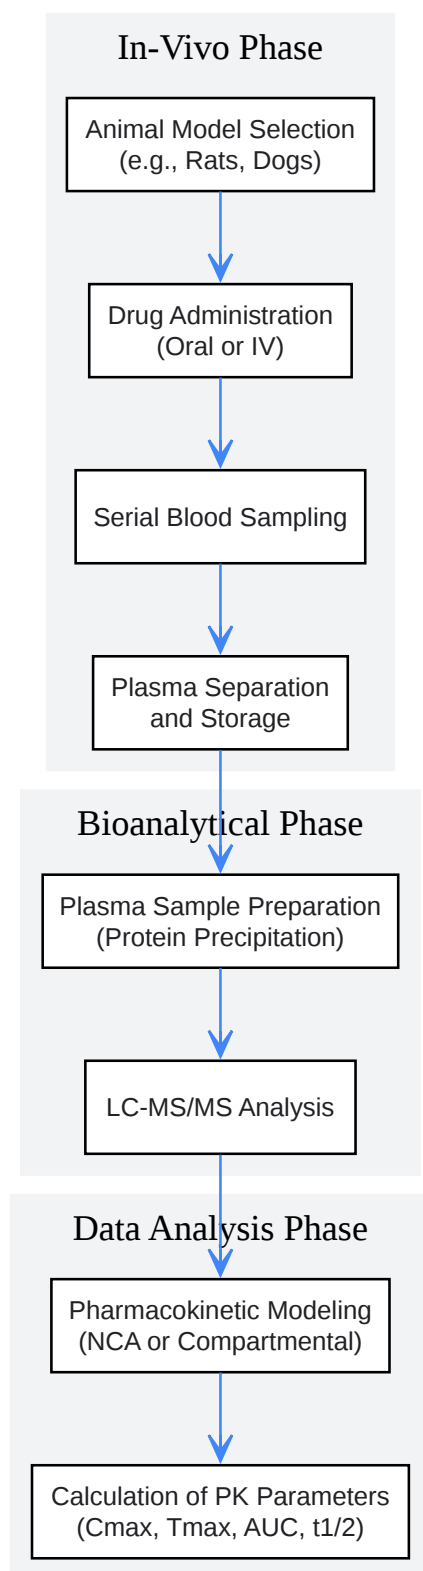 In-Vivo Phase
Animal Model Selection
(e.g., Rats, Dogs)
Drug Administration
(Oral or IV)
Serial Blood Sampling
Plasma Separation
and Storage
Bioanalytical Phase
Plasma Sample Preparation
(Protein Precipitation)
LC-MS/MS Analysis
Data Analysis Phase
Pharmacokinetic Modeling
(NCA or Compartmental)
Calculation of PK Parameters
(Cmax, Tmax, AUC, t1/2)